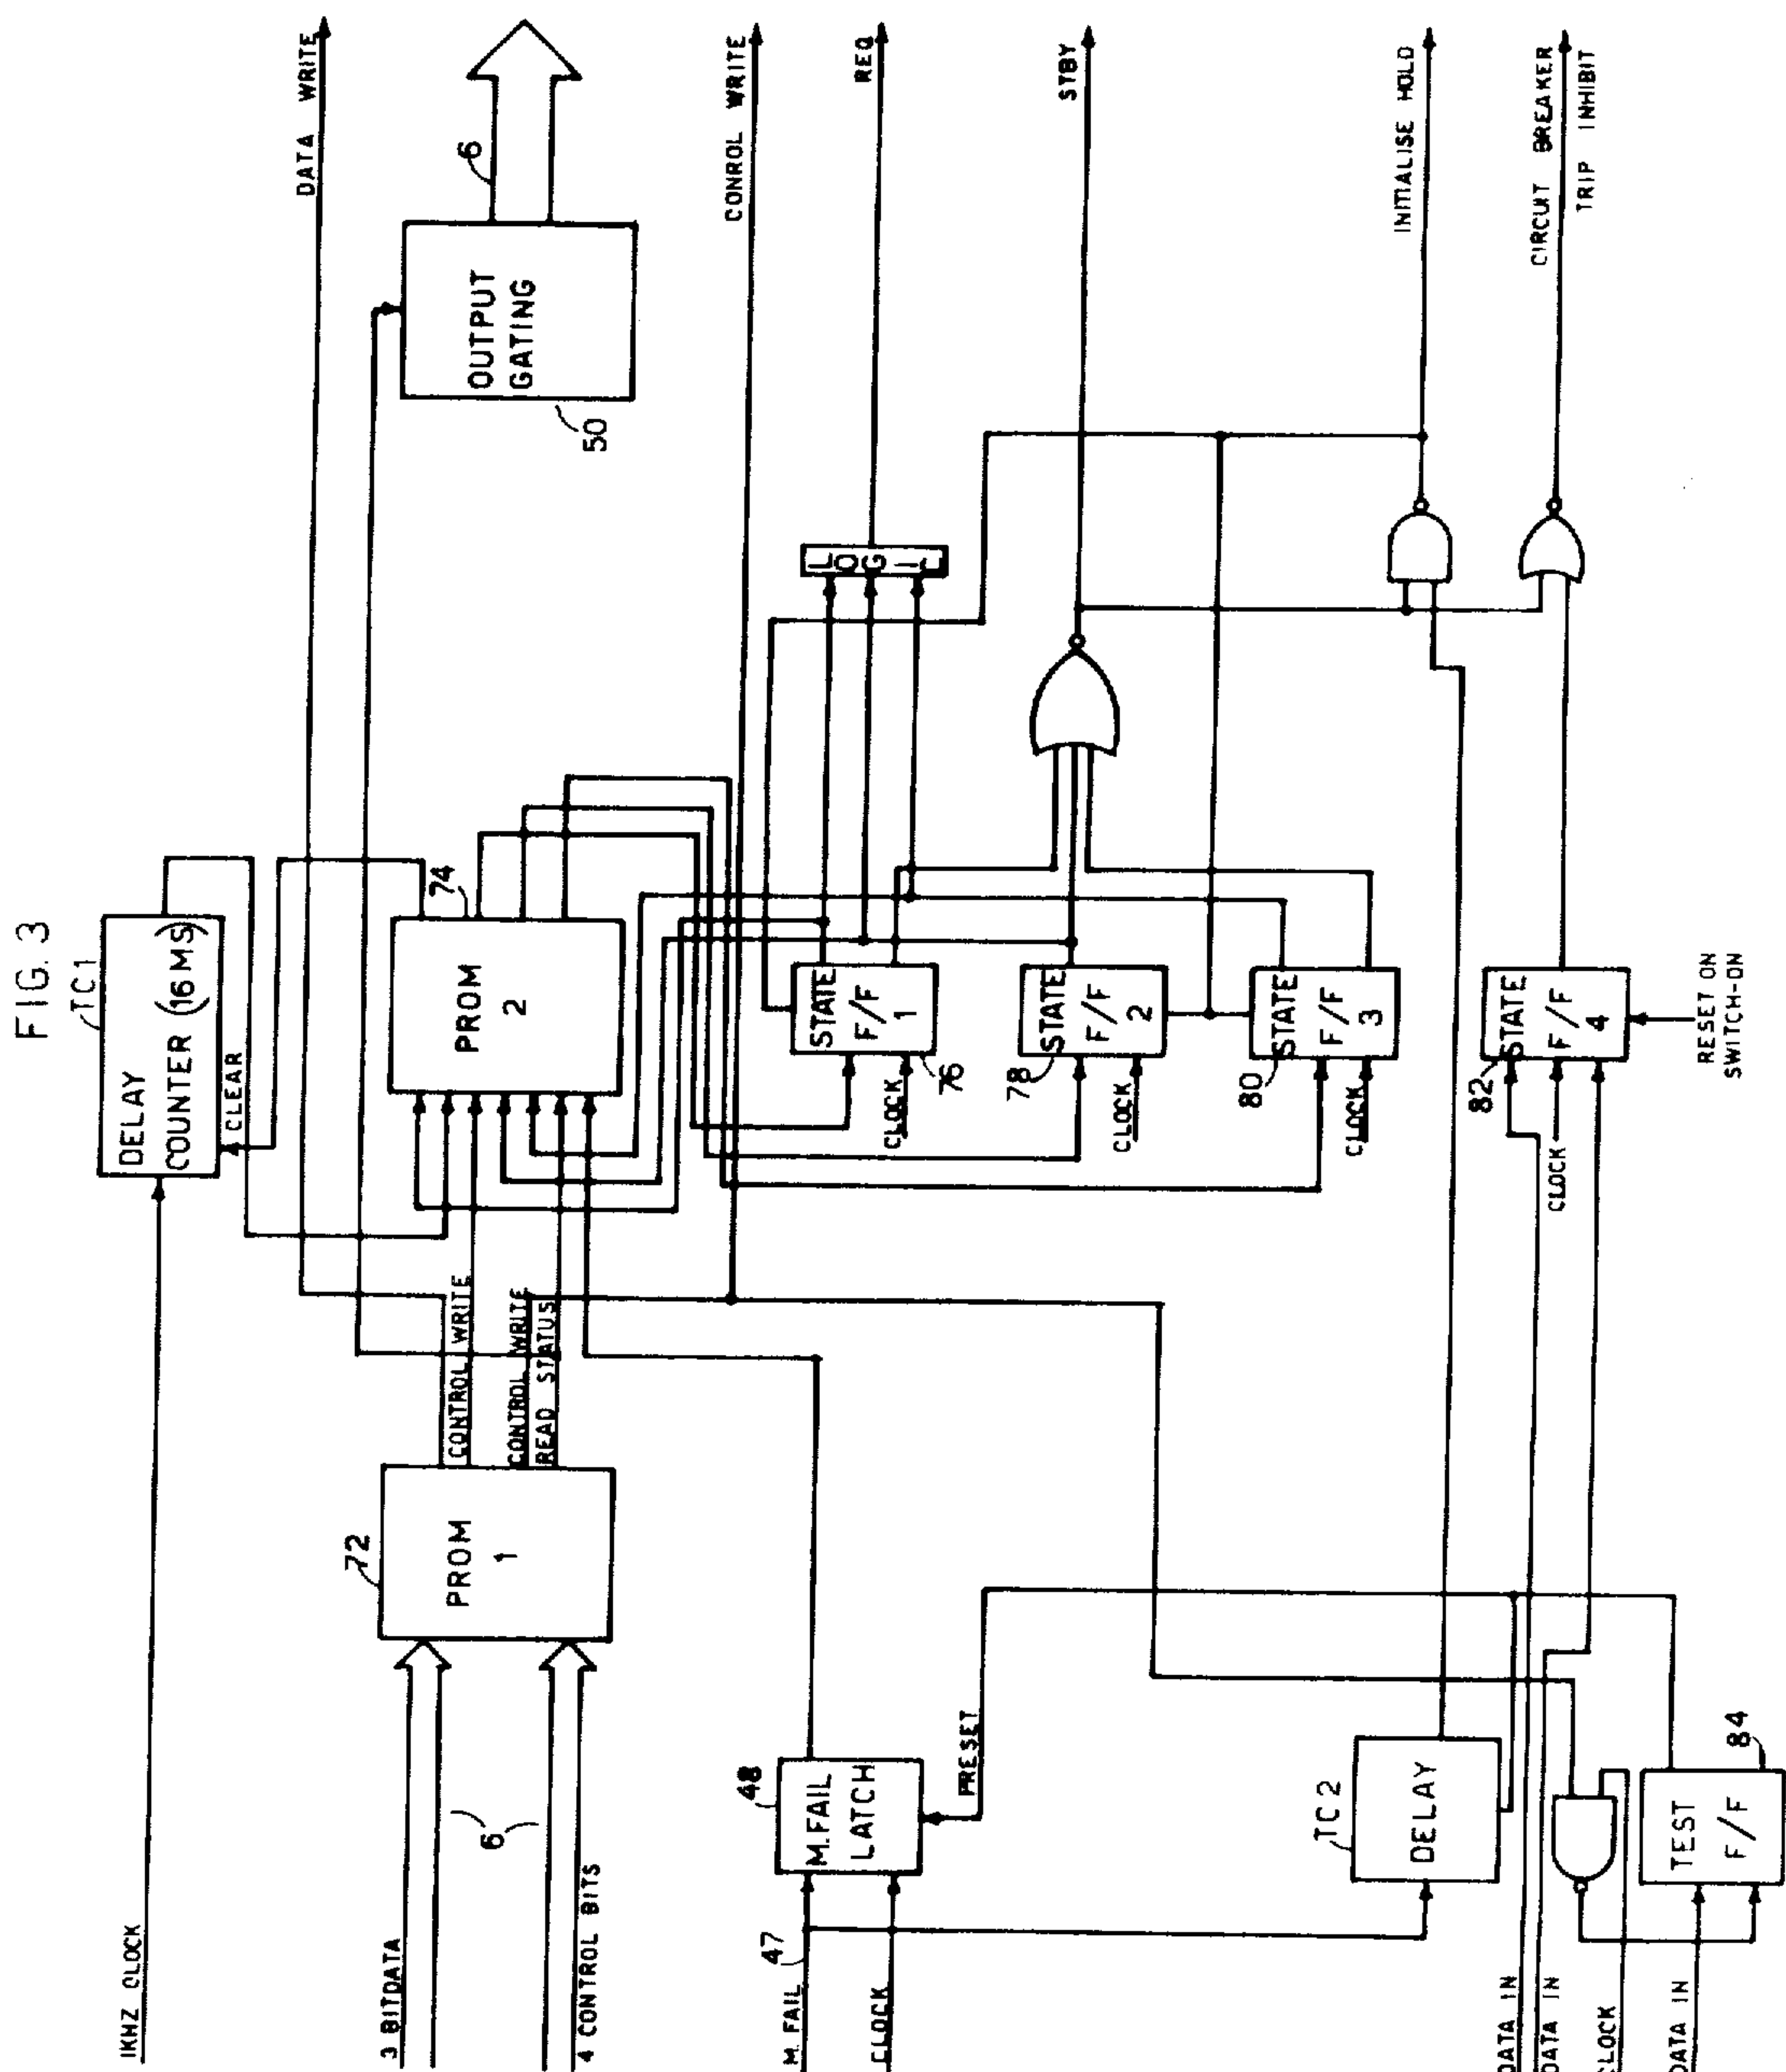 FIG. 3
1KHZ CLOCK
TC1
DELAY
COUNTER (16MS)
CLEAR
DATA WRITE
3 BITDATA
6
4 CONTROL BITS
72
PROM
1
CONTROL WRITE
CONTROL WRITE
READ STATUS
74
PROM
2
OUTPUT
GATING
50
6
CONROL WRITE
REQ
LOGIC
M. FAIL
47
CLOCK
48
M.FAIL
LATCH
PRESET
STATE
F/F
1
76
CLOCK
STBY
78
STATE
F/F
2
CLOCK
80
STATE
F/F
3
CLOCK
INITIALISE HOLD
TC2
DELAY
82
STATE
F/F
4
CLOCK
RESET ON
SWITCH-ON
CIRCUIT BREAKER
TRIP INHIBIT
DATA IN
DATA IN
CLOCK
DATA IN
TEST
F/F
84